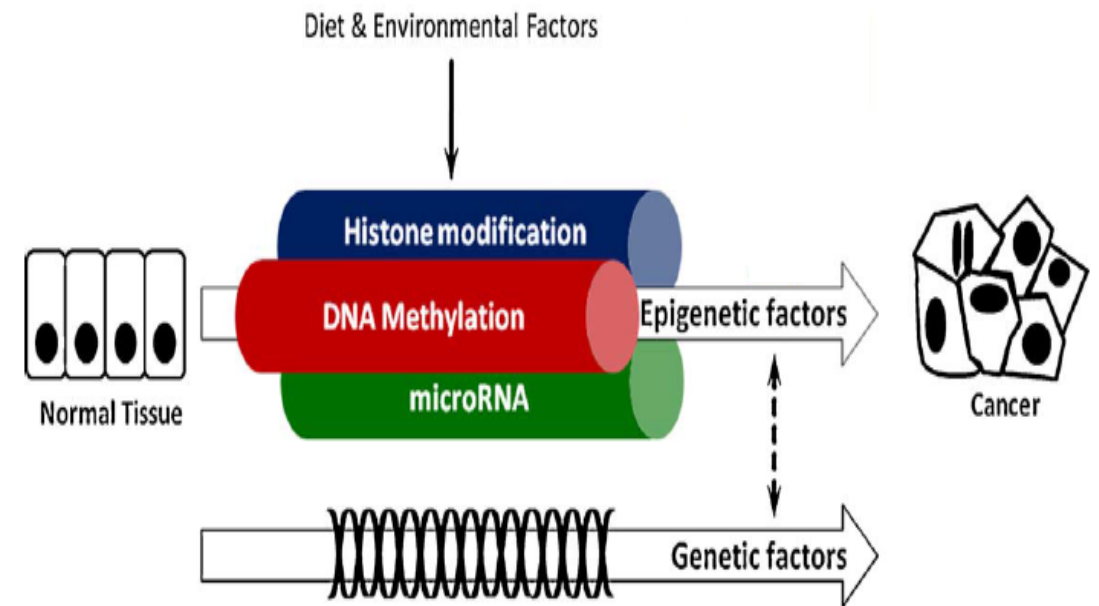 Diet & Environmental Factors
Histone modification
DNA Methylation
Epigenetic factors
microRNA
Normal Tissue
Cancer
Genetic factors